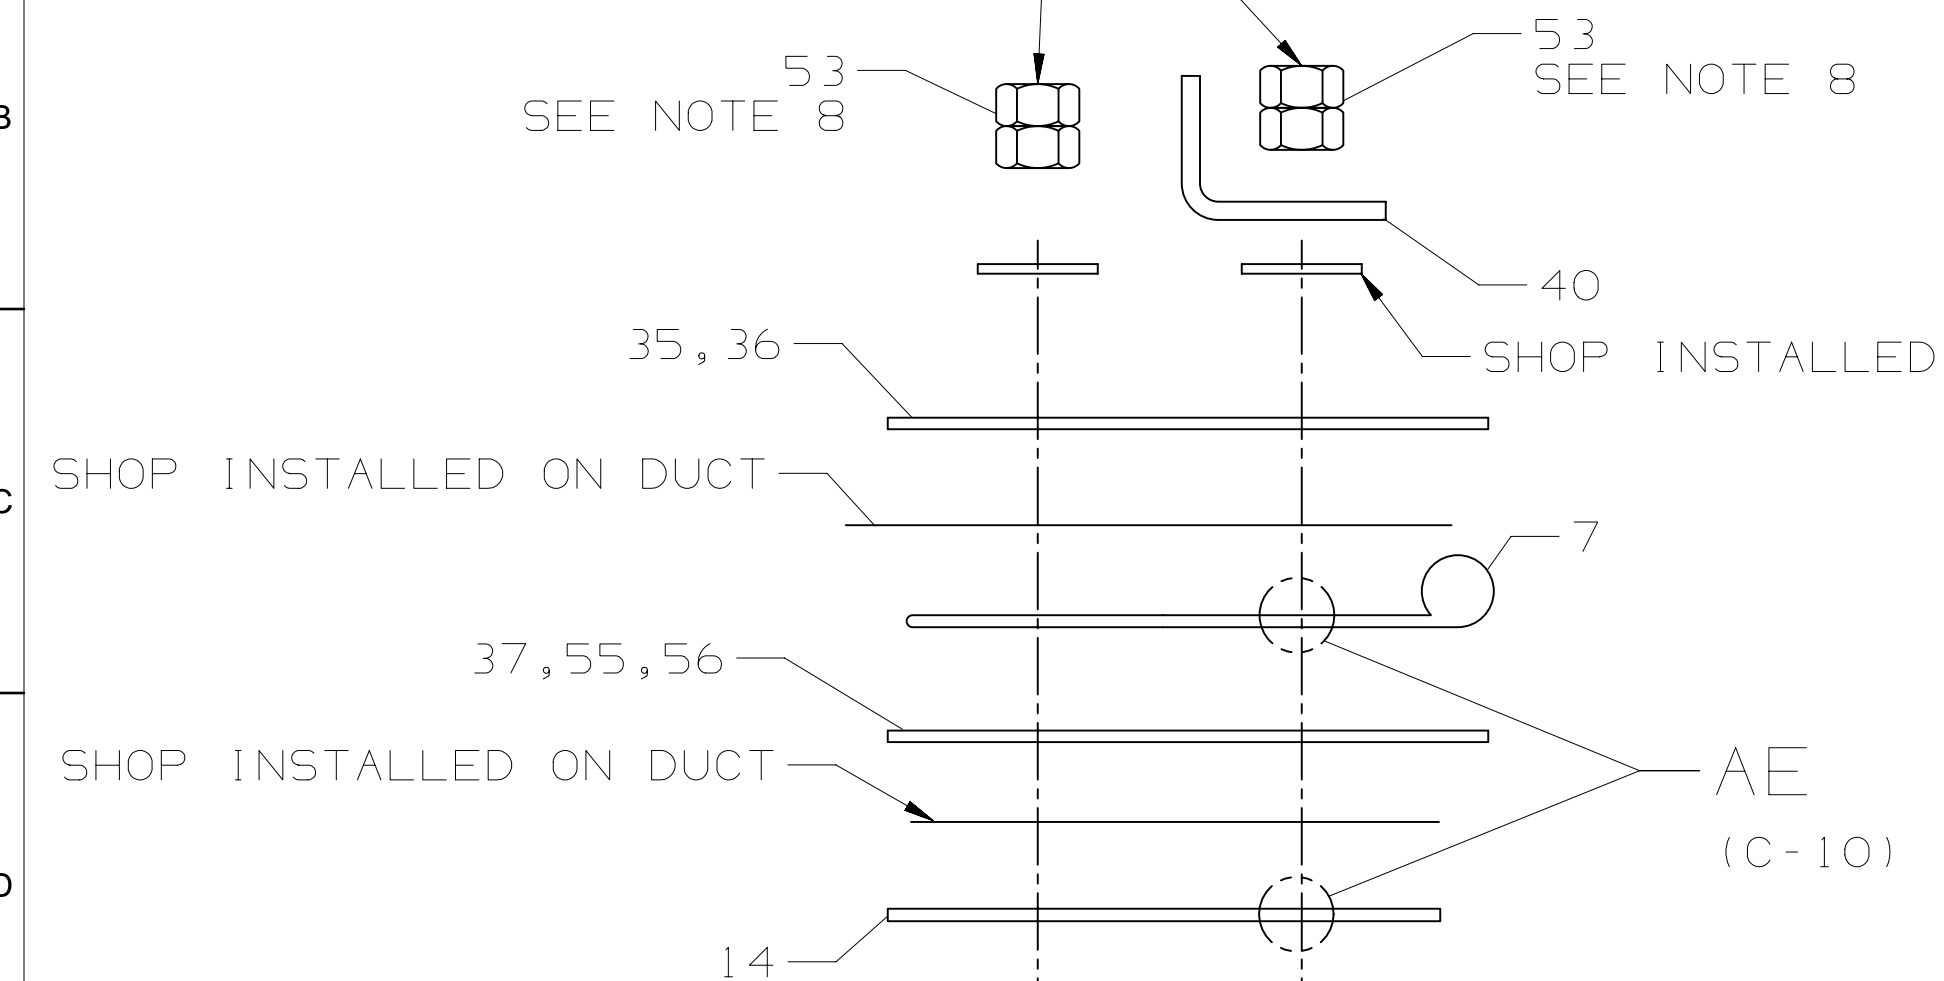 53
SEE NOTE 8
53
SEE NOTE 8
B
40
35,36
SHOP INSTALLED
SHOP INSTALLED ON DUCT
C
7
37,55,56
SHOP INSTALLED ON DUCT
AE
(C-10)
D
14